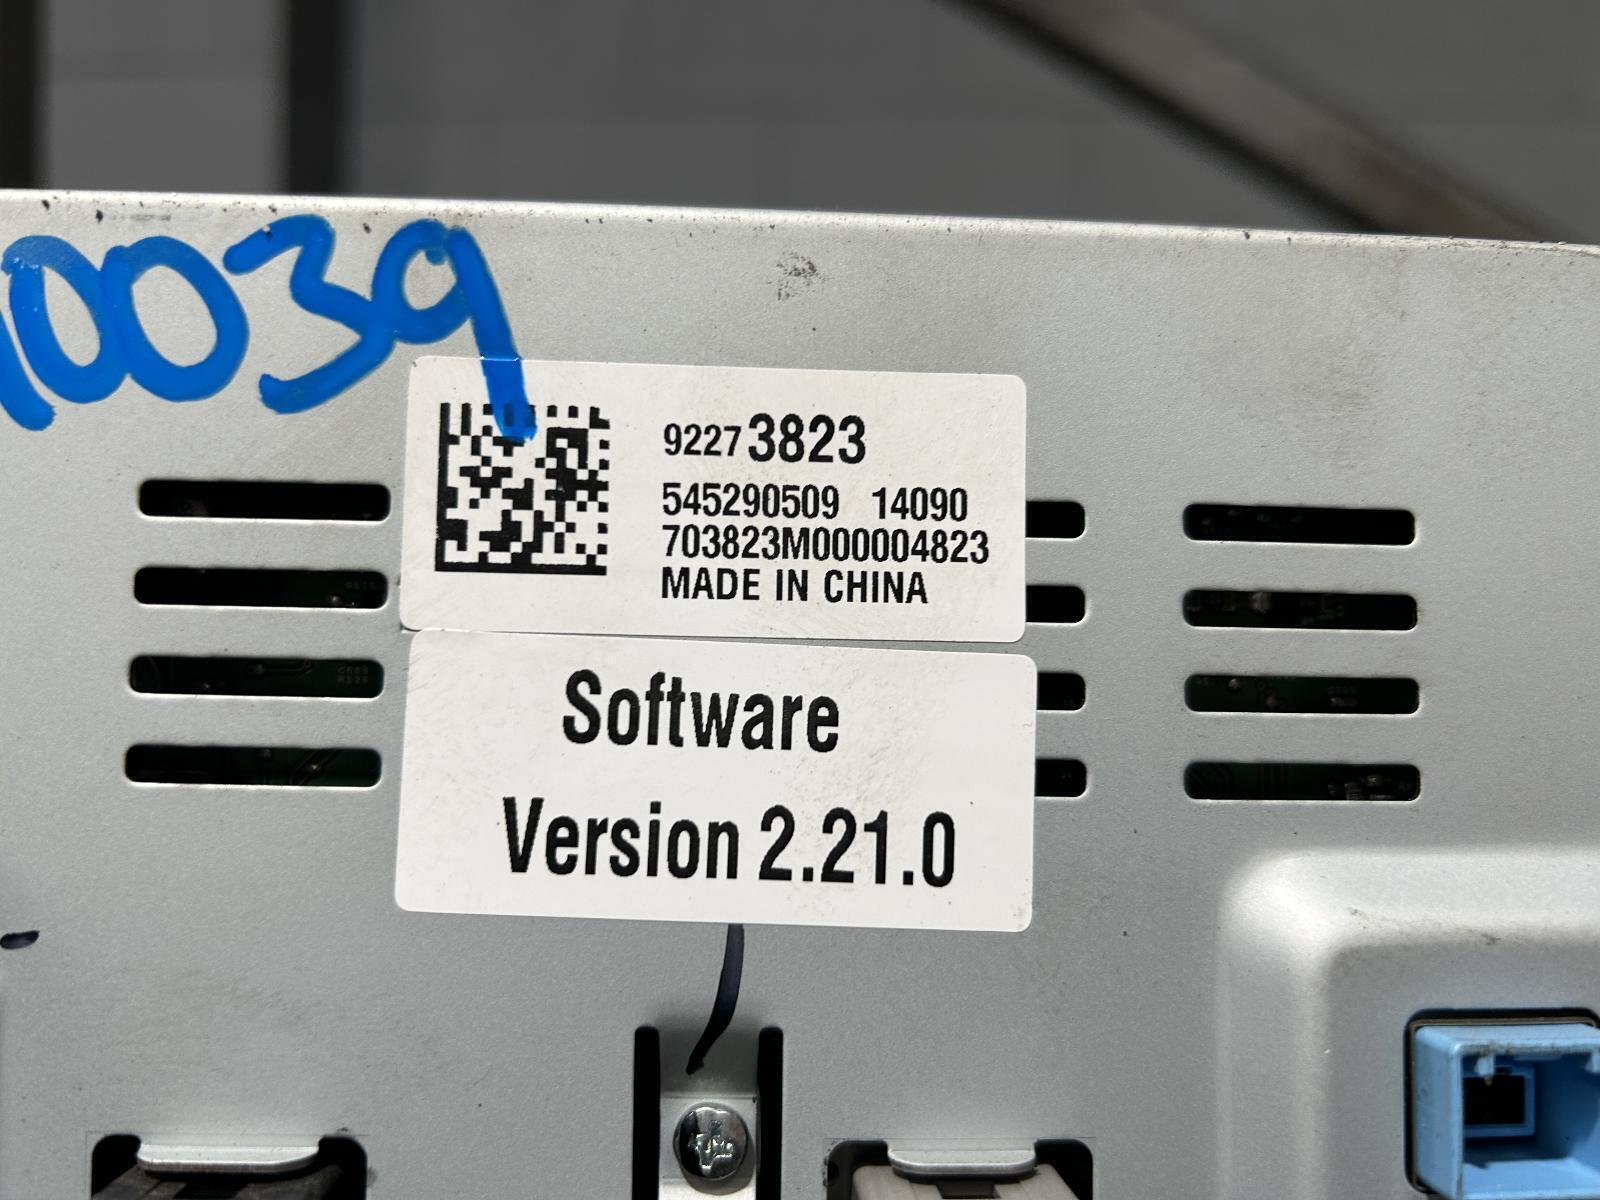 10039
92273823
545290509 14090
703823M000004823
MADE IN CHINA
Software
Version 2.21.0